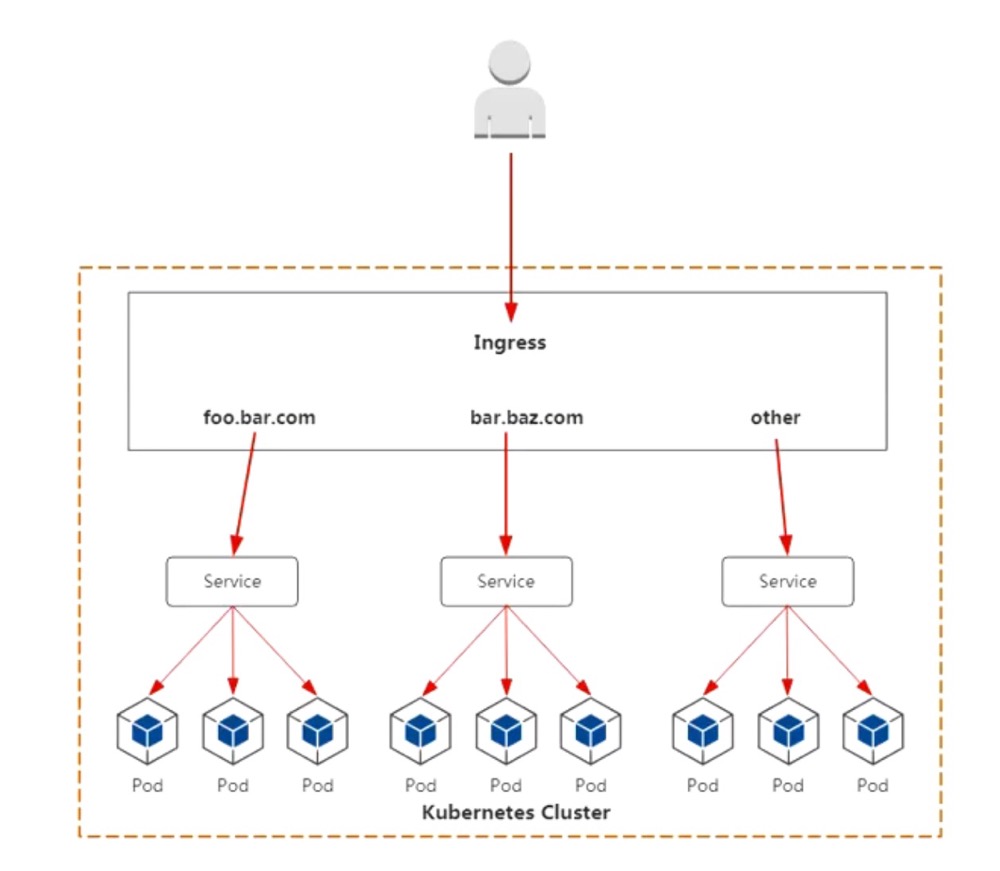 Ingress
foo.bar.com
bar.baz.com
other
Service
Service
Service
Pod
Pod
Pod
Pod
Pod
Pod
Pod
Pod
Pod
Kubernetes Cluster